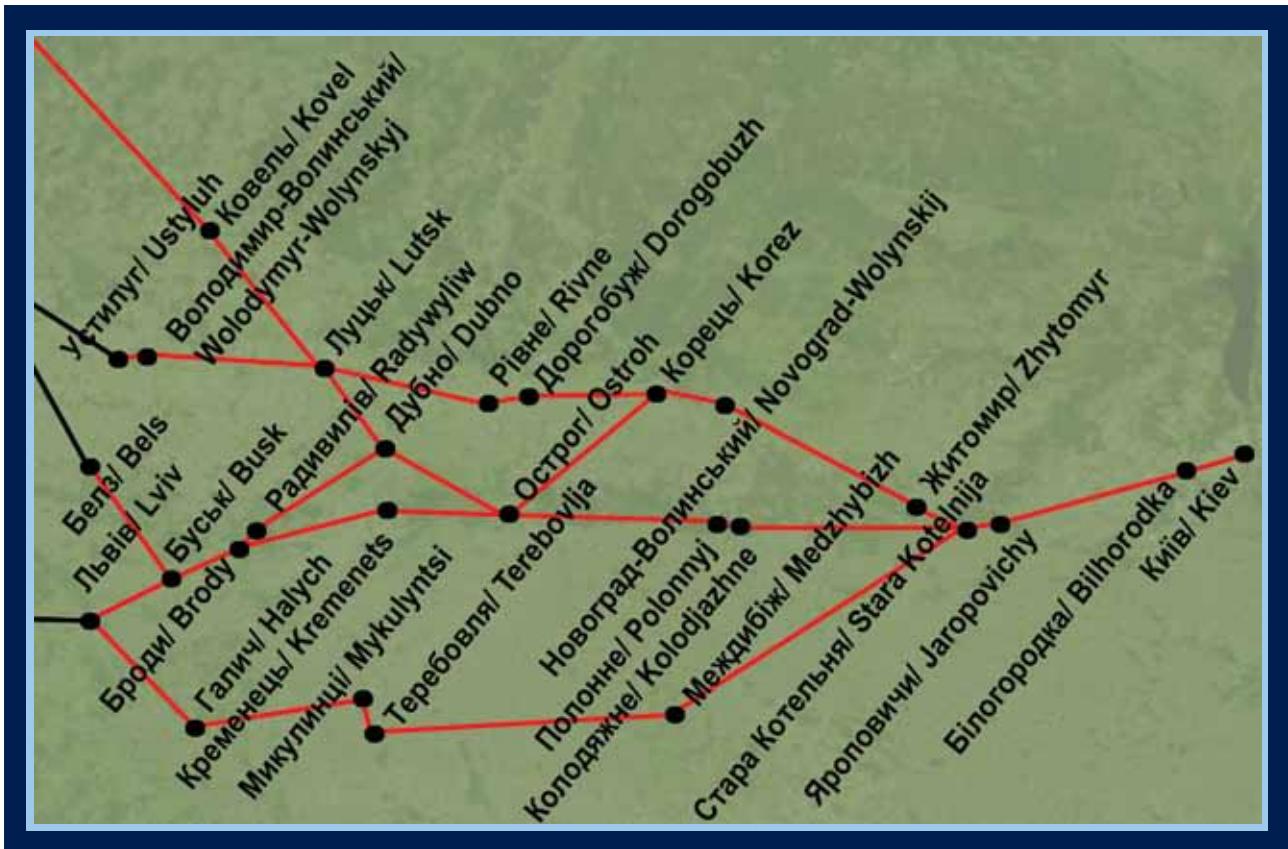 Устилуг/ Ustyluh
Ковель/ Kovel
Володимир-Волинський/
Wolodymyr-Wolynskyj
Луцьк/ Lutsk
Радивилів/ Radywyliw
Дубно/ Dubno
Рівне/ Rivne
Дорогобуж/ Dorogobuzh
Острог/ Ostroh
Корець/ Korez
Новоград-Волинський/ Novograd-Wolynskij
Житомир/ Zhytomyr
Белз/ Bels
Львів/ Lviv
Буськ/ Busk
Броди/ Brody
Галич/ Halych
Кременець/ Kremenets
Микулинці/ Mykulyntsi
Теребовля/ Terebovlja
Полонне/ Polonnyj
Колодяжне/ Kolodjazhne
Междибіж/ Medzhybizh
Стара Котельня/ Stara Kotelnija
Яроповичи/ Jaropovichy
Білогородка/ Bilhorodka
Київ/ Kiev